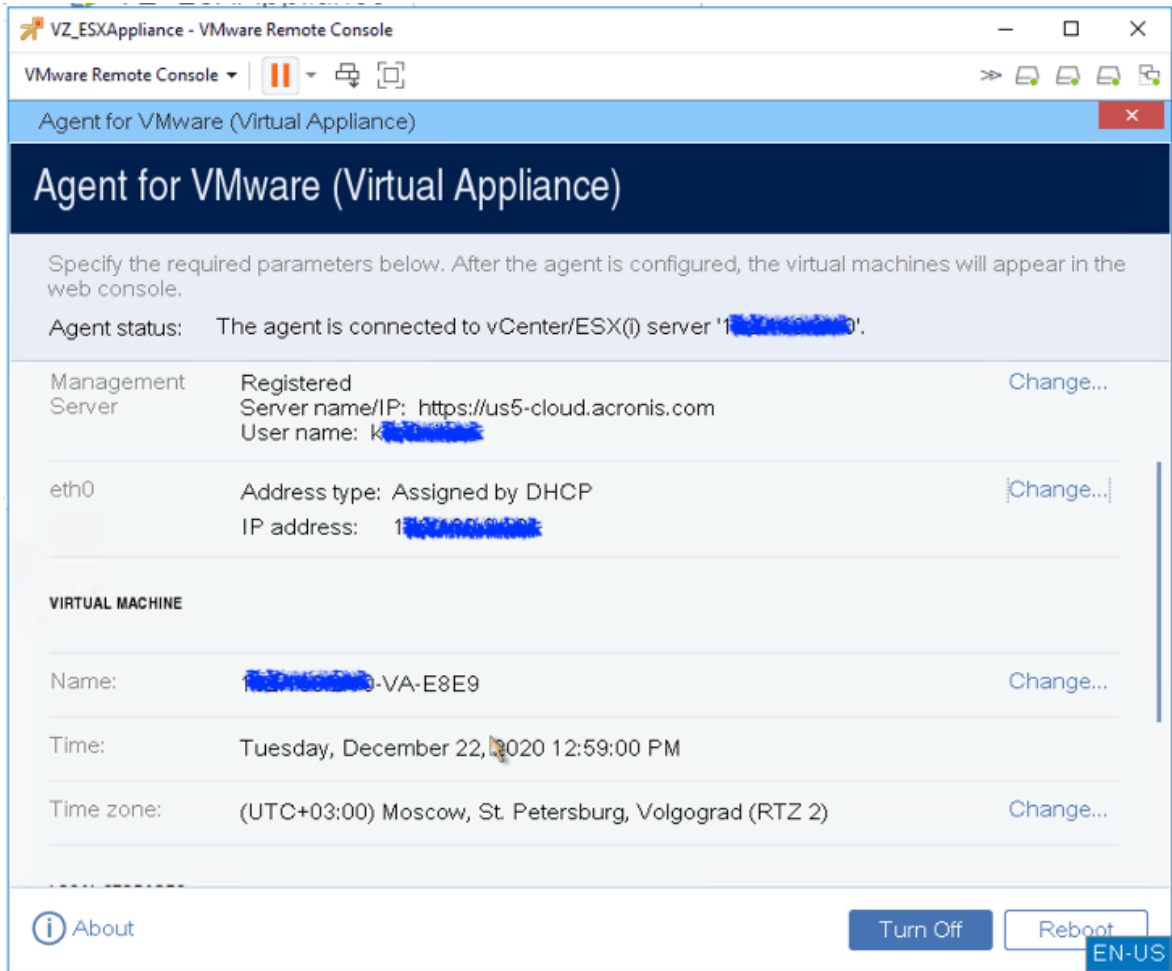 VZ_ESXAppliance - VMware Remote Console
VMware Remote Console
Agent for VMware (Virtual Appliance)
Agent for VMware (Virtual Appliance)
Specify the required parameters below. After the agent is configured, the virtual machines will appear in the
web console.
Agent status: The agent is connected to vCenter/ESX(i) server '1 0'.
Management Server Registered Change...
Server name/IP: https://us5-cloud.acronis.com
User name: k
eth0 Address type: Assigned by DHCP Change...
IP address: 1
VIRTUAL MACHINE
Name: -VA-E8E9 Change...
Time: Tuesday, December 22, 2020 12:59:00 PM
Time zone: (UTC+03:00) Moscow, St. Petersburg, Volgograd (RTZ 2) Change...
About Turn Off Reboot
EN-US